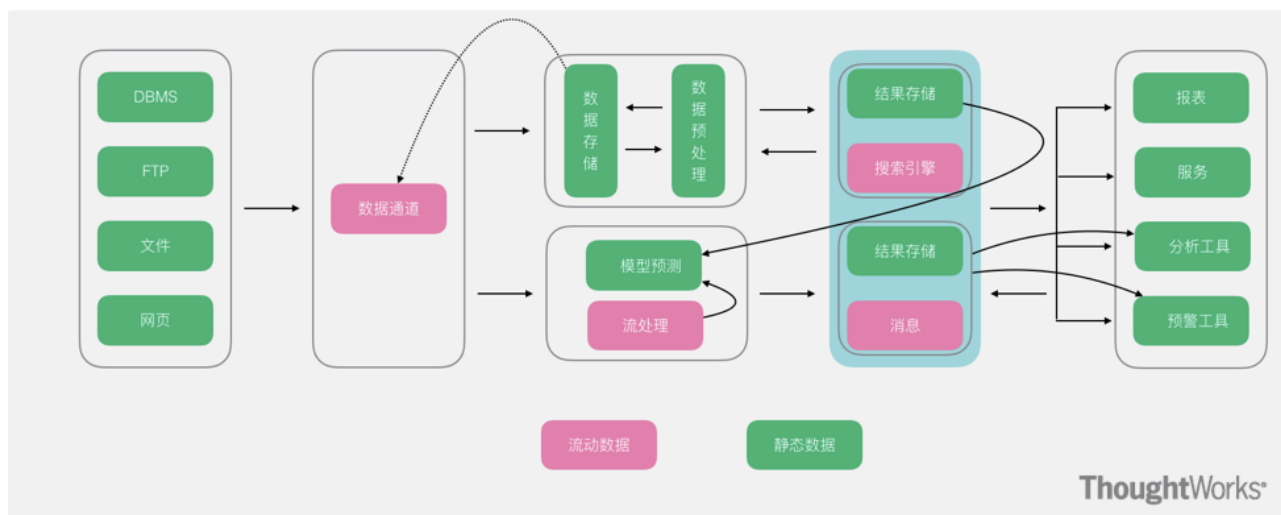 DBMS
FTP
文件
网页
数据通道
数据存储
数据预处理
模型预测
流处理
结果存储
搜索引擎
结果存储
消息
报表
服务
分析工具
预警工具
流动数据
静态数据
ThoughtWorks®